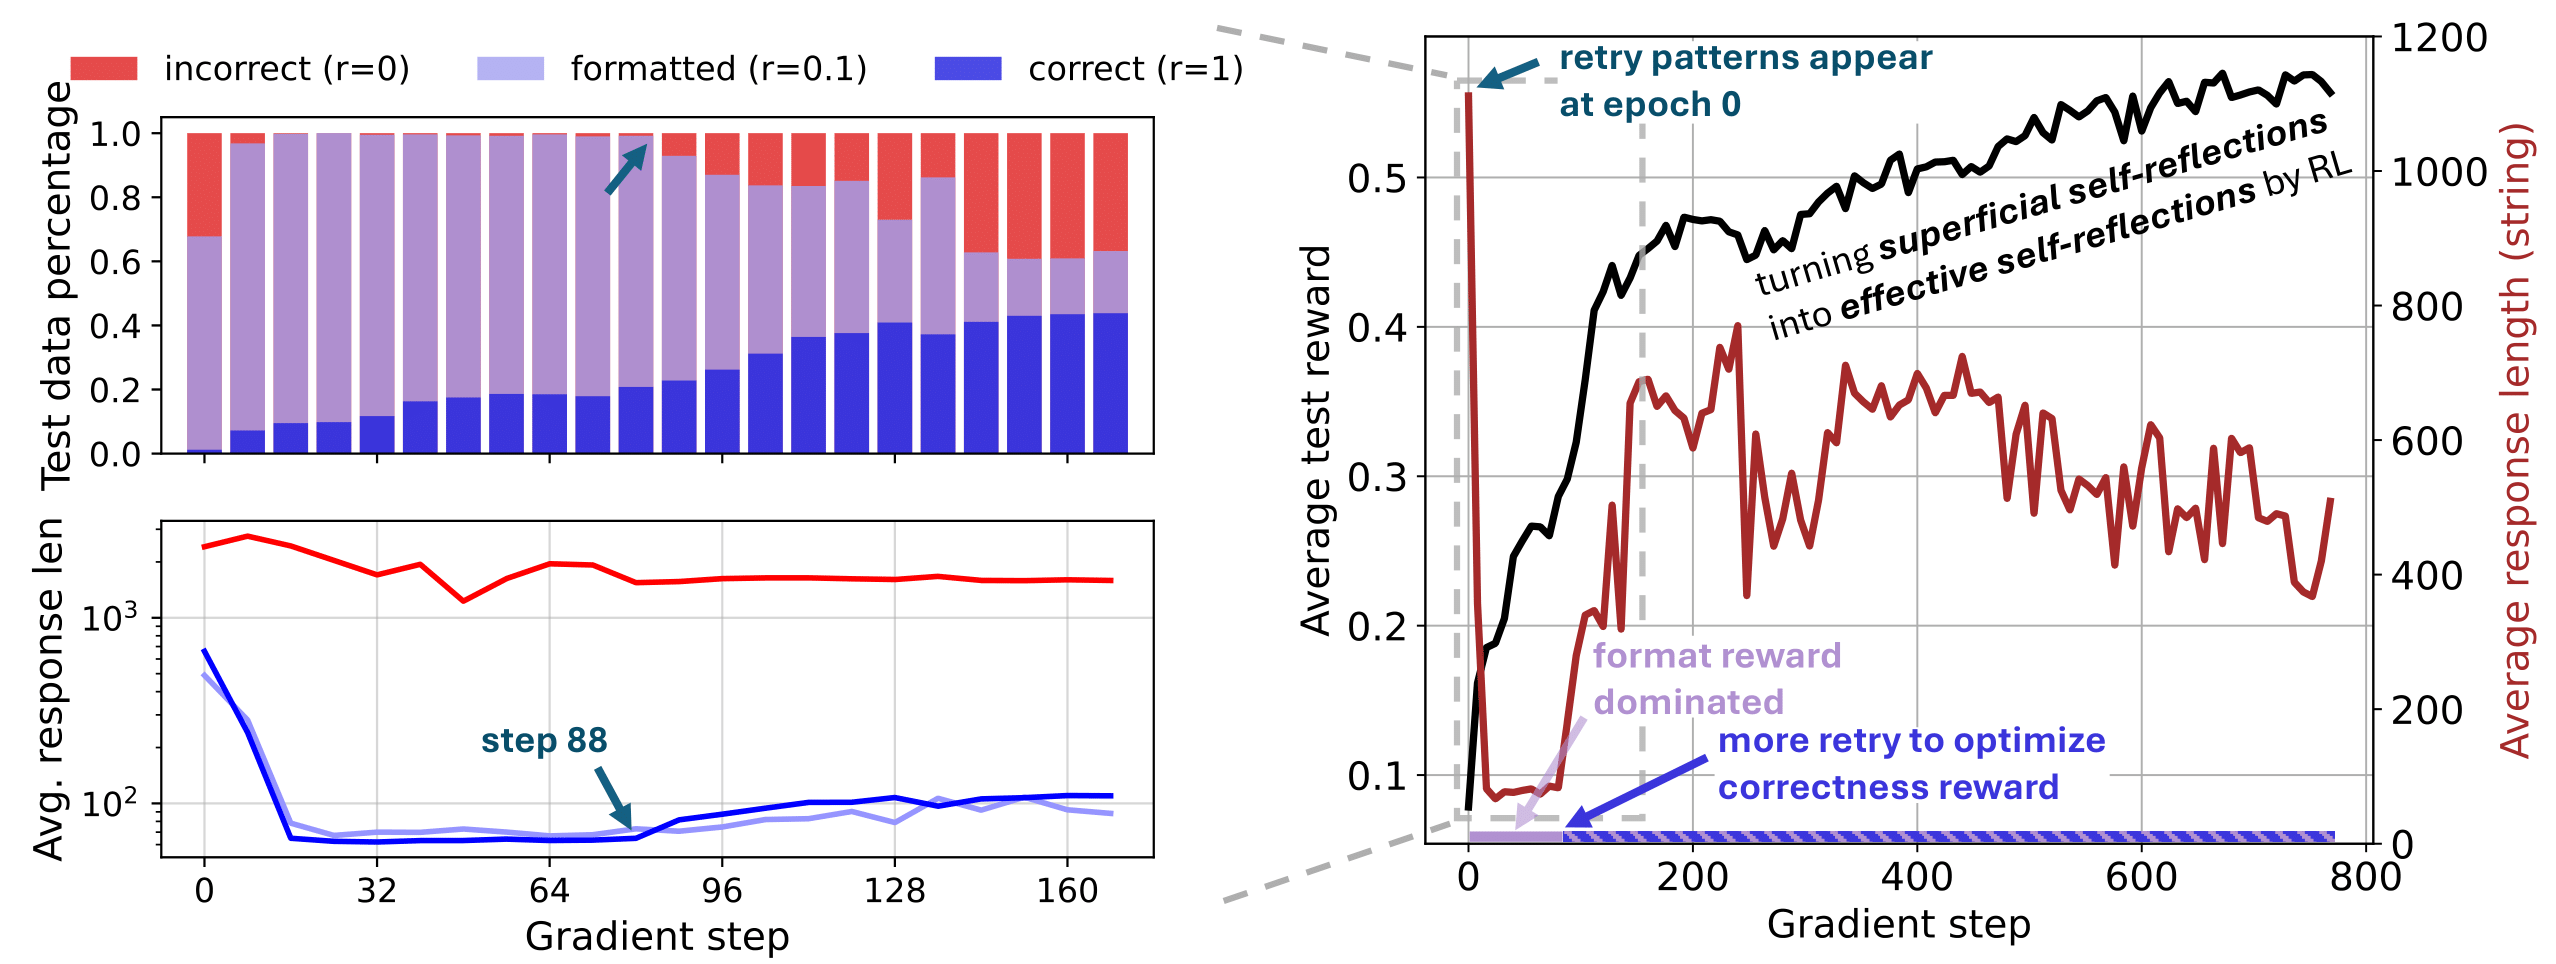 incorrect (r=0)
formatted (r=0.1)
correct (r=1)
Test data percentage
1.0
0.8
0.6
0.4
0.2
0.0
Avg. response len
10³
10²
step 88
0
32
64
96
128
160
Gradient step
retry patterns appear
at epoch 0
turning superficial self-reflections
into effective self-reflections by RL
format reward
dominated
more retry to optimize
correctness reward
Average test reward
0.5
0.4
0.3
0.2
0.1
1200
1000
800
600
400
200
0
Average response length (string)
0
200
400
600
800
Gradient step